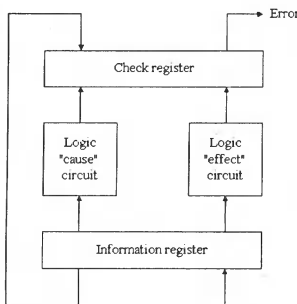 Error
Check register
Logic
"cause"
circuit
Logic
"effect"
circuit
Information register